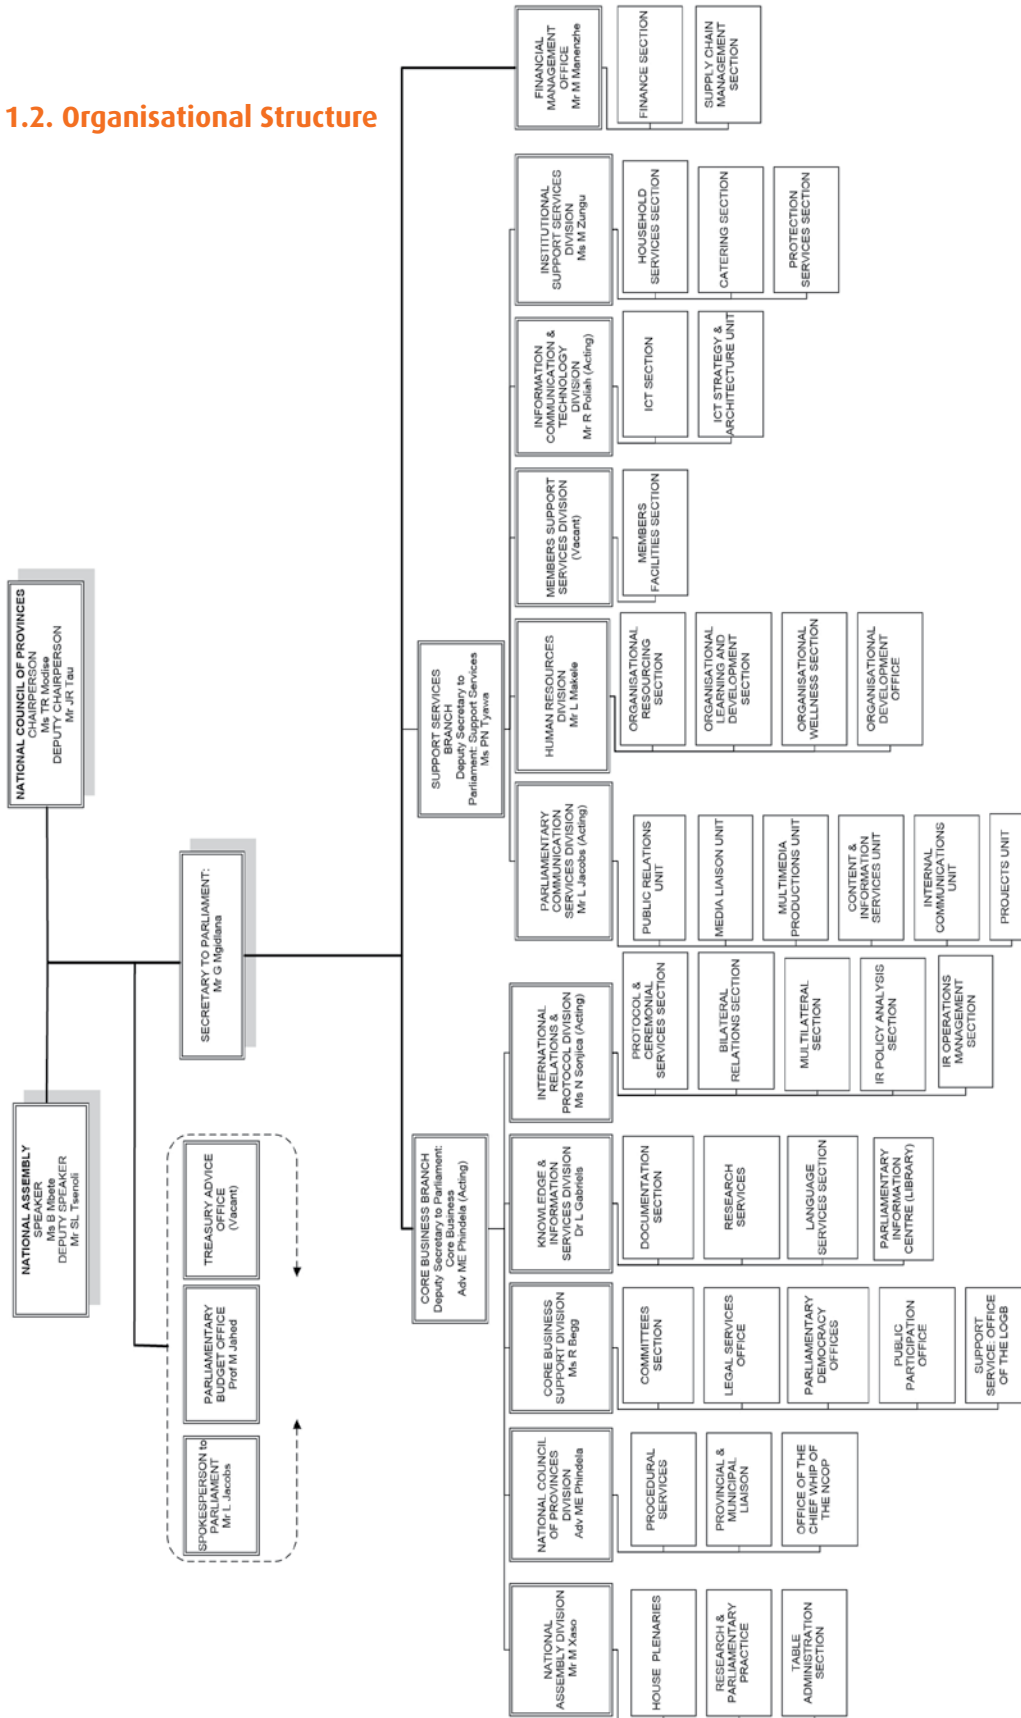 1.2. Organisational Structure
NATIONAL ASSEMBLY
SPEAKER
Ms B Mbete
DEPUTY SPEAKER
Mr SL Tsenoli
NATIONAL COUNCIL OF PROVINCES
CHAIRPERSON
Ms TR Modise
DEPUTY CHAIRPERSON
Mr JR Tau
SPOKESPERSON to
PARLIAMENT
Mr L Jacobs
PARLIAMENTARY
BUDGET OFFICE
Prof M Jahed
TREASURY ADVICE
OFFICE
(Vacant)
SECRETARY TO PARLIAMENT:
Mr G Mgidlana
CORE BUSINESS BRANCH
Deputy Secretary to Parliament:
Core Business
Adv ME Phindela (Acting)
SUPPORT SERVICES
BRANCH
Deputy Secretary to
Parliament: Support Services
Ms PN Tyawa
NATIONAL
ASSEMBLY DIVISION
Mr M Xaso
HOUSE PLENARIES
RESEARCH &
PARLIAMENTARY
PRACTICE
TABLE
ADMINISTRATION
SECTION
NATIONAL COUNCIL
OF PROVINCES
DIVISION
Adv ME Phindela
PROCEDURAL
SERVICES
PROVINCIAL &
MUNICIPAL
LIAISON
OFFICE OF THE
CHIEF WHIP OF
THE NCOP
CORE BUSINESS
SUPPORT DIVISION
Ms R Begg
COMMITTEES
SECTION
LEGAL SERVICES
OFFICE
PARLIAMENTARY
DEMOCRACY
OFFICES
PUBLIC
PARTICIPATION
OFFICE
SUPPORT
SERVICE: OFFICE
OF THE LOGB
KNOWLEDGE &
INFORMATION
SERVICES DIVISION
Dr L Gabriels
DOCUMENTATION
SECTION
RESEARCH
SERVICES
LANGUAGE
SERVICES SECTION
PARLIAMENTARY
INFORMATION
CENTRE (LIBRARY)
INTERNATIONAL
RELATIONS &
PROTOCOL DIVISION
Ms N Sonjica (Acting)
PROTOCOL &
CEREMONIAL
SERVICES SECTION
BILATERAL
RELATIONS SECTION
MULTILATERAL
SECTION
IR POLICY ANALYSIS
SECTION
IR OPERATIONS
MANAGEMENT
SECTION
PARLIAMENTARY
COMMUNICATION
SERVICES DIVISION
Mr L Jacobs (Acting)
PUBLIC RELATIONS
UNIT
MEDIA LIAISON UNIT
MULTIMEDIA
PRODUCTIONS UNIT
CONTENT &
INFORMATION
SERVICES UNIT
INTERNAL
COMMUNICATIONS
UNIT
PROJECTS UNIT
HUMAN RESOURCES
DIVISION
Mr L Makele
ORGANISATIONAL
RESOURCING
SECTION
ORGANISATIONAL
LEARNING AND
DEVELOPMENT
SECTION
ORGANISATIONAL
WELLNESS SECTION
ORGANISATIONAL
DEVELOPMENT
OFFICE
MEMBERS SUPPORT
SERVICES DIVISION
(Vacant)
MEMBERS
FACILITIES SECTION
INFORMATION
COMMUNICATION &
TECHNOLOGY
DIVISION
Mr R Poliah (Acting)
ICT SECTION
ICT STRATEGY &
ARCHITECTURE UNIT
INSTITUTIONAL
SUPPORT SERVICES
DIVISION
Ms M Zungu
HOUSEHOLD
SERVICES SECTION
CATERING SECTION
PROTECTION
SERVICES SECTION
FINANCIAL
MANAGEMENT
OFFICE
Mr M Manenzhe
FINANCE SECTION
SUPPLY CHAIN
MANAGEMENT
SECTION